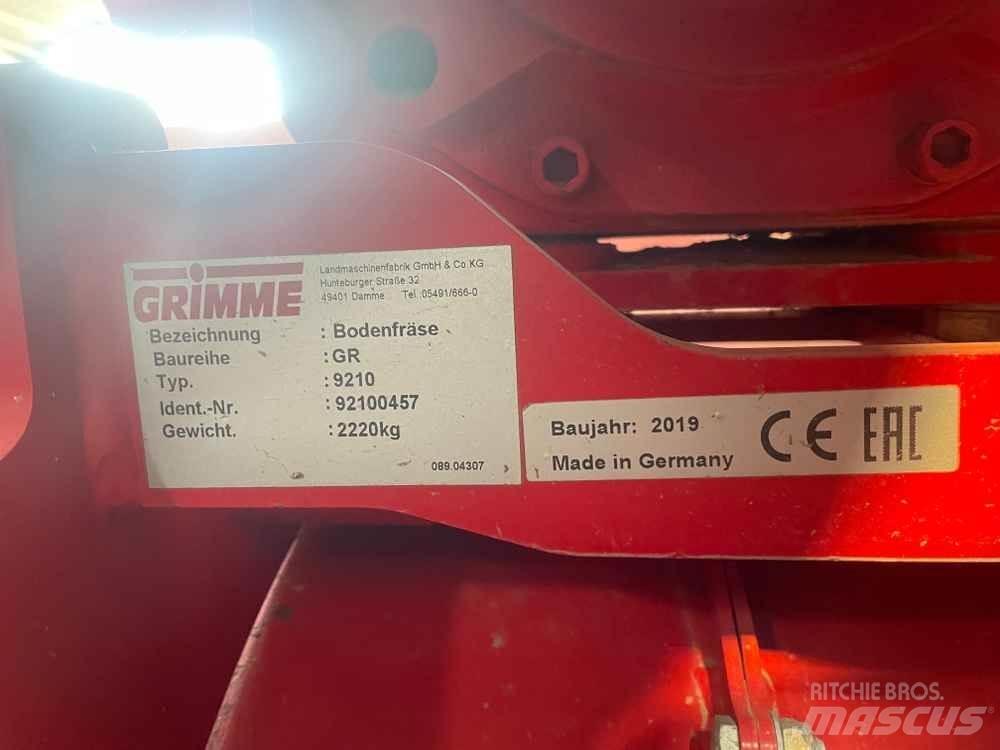 GRIMME
Landmaschinenfabrik GmbH & Co.KG
Hunteburger Straße 32
49401 Damme Tel.:05491/666-0
Bezeichnung : Bodenfräse
Baureihe : GR
Typ. : 9210
Ident.-Nr. : 92100457
Gewicht. : 2220kg
089.04307
Baujahr: 2019
Made in Germany
CE EAC
RITCHIE BROS.
MASCUS